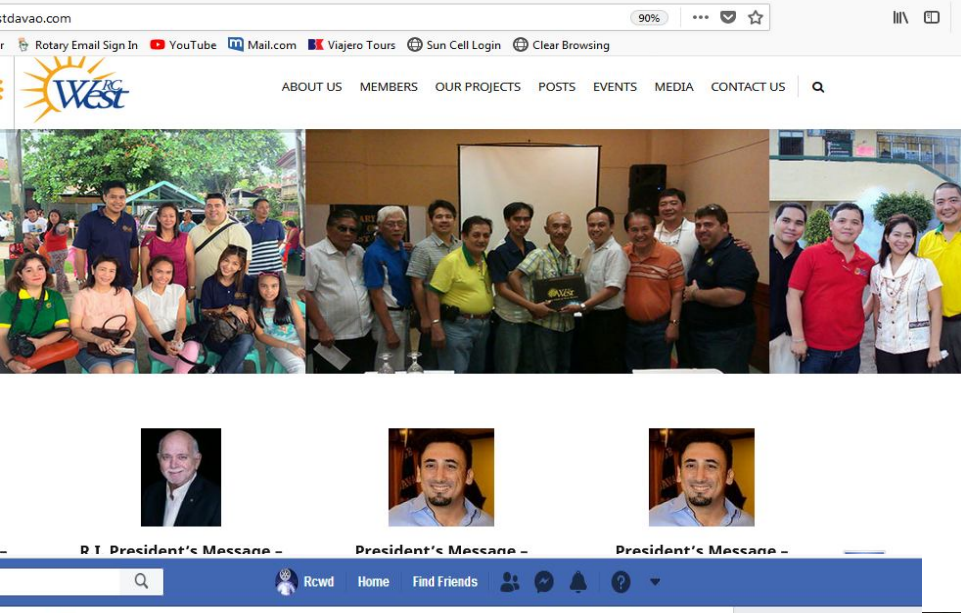 stdavao.com
90%
r Rotary Email Sign In YouTube Mail.com Viajero Tours Sun Cell Login Clear Browsing
RC
West
ABOUT US MEMBERS OUR PROJECTS POSTS EVENTS MEDIA CONTACT US
West
– R.I. President's Message – President's Message – President's Message –
Rcwd Home Find Friends